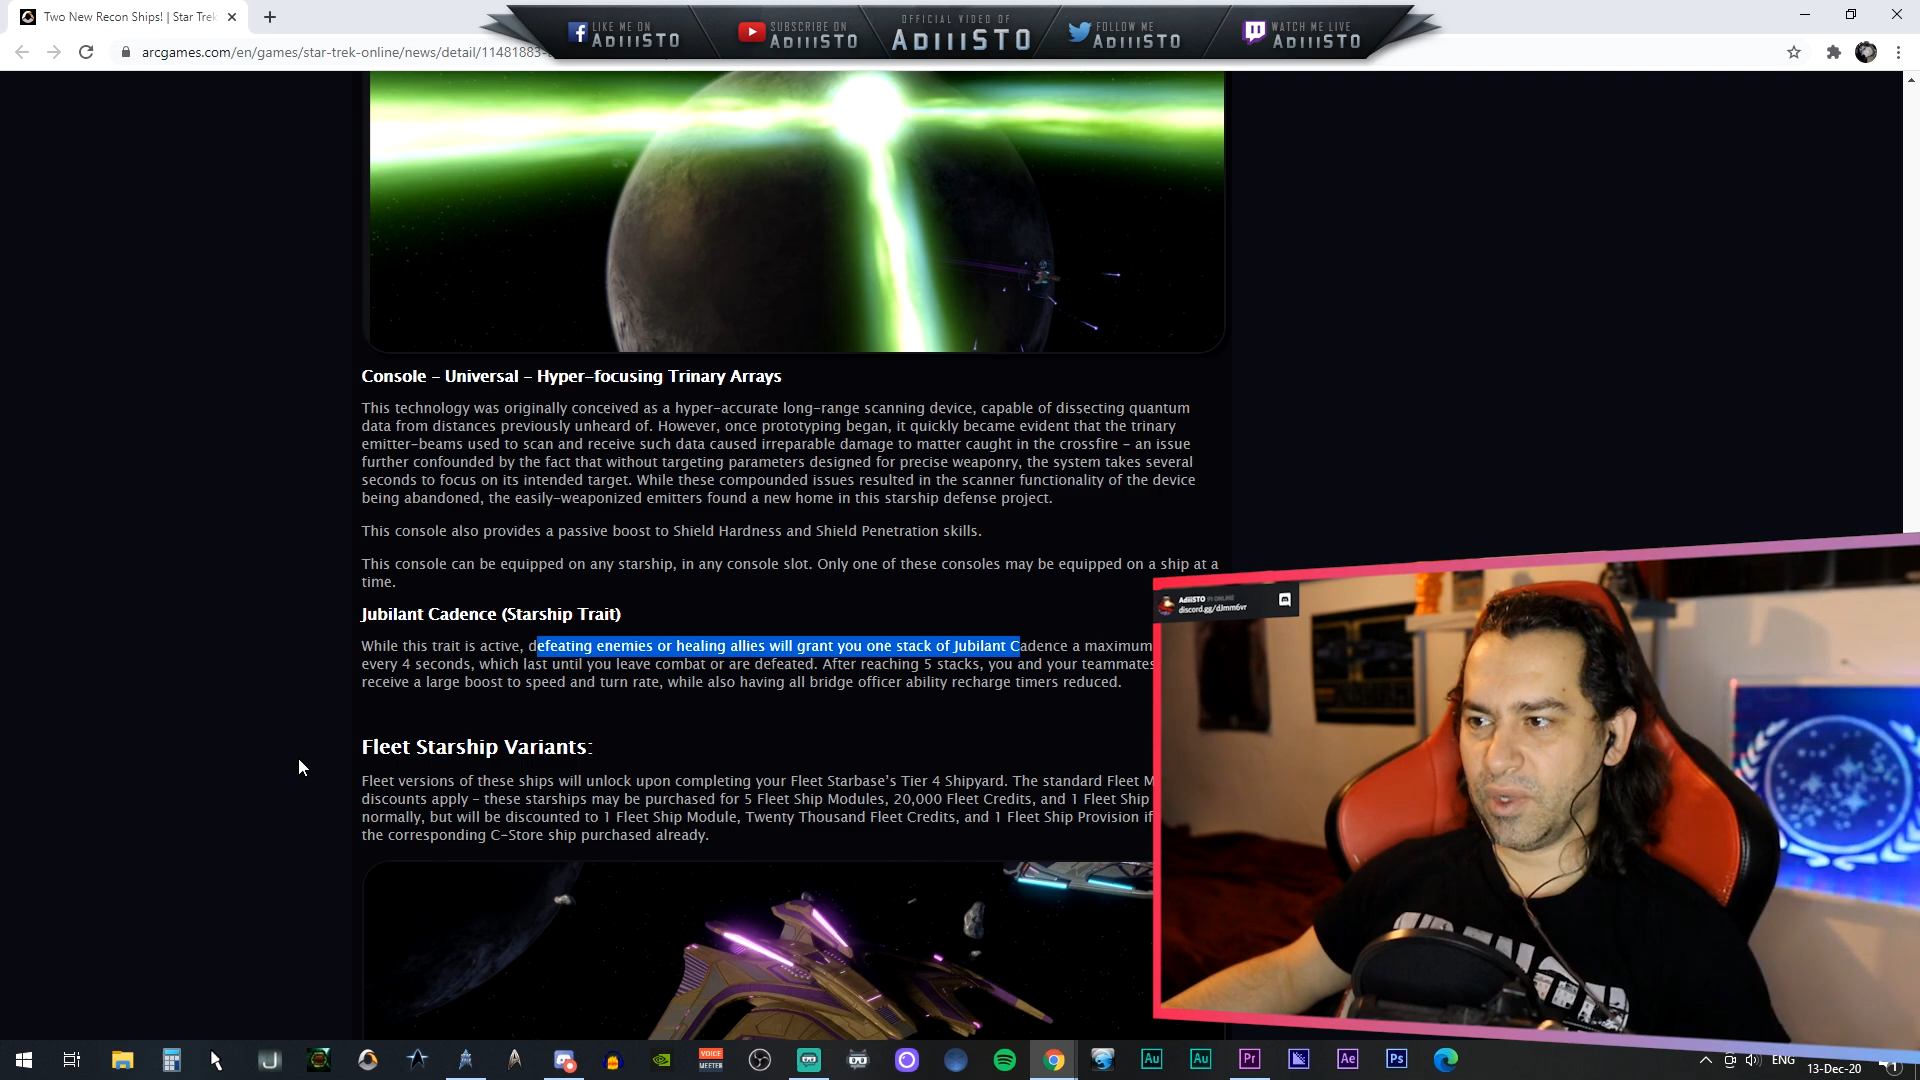 Two New Recon Ships! | Star Trek
LIKE ME ON
ADIIISTO
SUBSCRIBE ON
ADIIISTO
OFFICIAL VIDEO OF
ADIIISTO
FOLLOW ME
ADIIISTO
WATCH ME LIVE
ADIIISTO
arcgames.com/en/games/star-trek-online/news/detail/11481883-
Console – Universal – Hyper-focusing Trinary Arrays
This technology was originally conceived as a hyper-accurate long-range scanning device, capable of dissecting quantum
data from distances previously unheard of. However, once prototyping began, it quickly became evident that the trinary
emitter-beams used to scan and receive such data caused irreparable damage to matter caught in the crossfire – an issue
further confounded by the fact that without targeting parameters designed for precise weaponry, the system takes several
seconds to focus on its intended target. While these compounded issues resulted in the scanner functionality of the device
being abandoned, the easily-weaponized emitters found a new home in this starship defense project.
This console also provides a passive boost to Shield Hardness and Shield Penetration skills.
This console can be equipped on any starship, in any console slot. Only one of these consoles may be equipped on a ship at a
time.
Jubilant Cadence (Starship Trait)
While this trait is active, defeating enemies or healing allies will grant you one stack of Jubilant Cadence a maximum
every 4 seconds, which last until you leave combat or are defeated. After reaching 5 stacks, you and your teammates
receive a large boost to speed and turn rate, while also having all bridge officer ability recharge timers reduced.
Fleet Starship Variants:
Fleet versions of these ships will unlock upon completing your Fleet Starbase's Tier 4 Shipyard. The standard Fleet M
discounts apply – these starships may be purchased for 5 Fleet Ship Modules, 20,000 Fleet Credits, and 1 Fleet Ship
normally, but will be discounted to 1 Fleet Ship Module, Twenty Thousand Fleet Credits, and 1 Fleet Ship Provision if
the corresponding C-Store ship purchased already.
AdiiiSTO 91 ONLINE
discord.gg/dJmm6vr
VOICE
MEETER
Au
Au
Pr
Ae
Ps
ENG
13-Dec-20
1